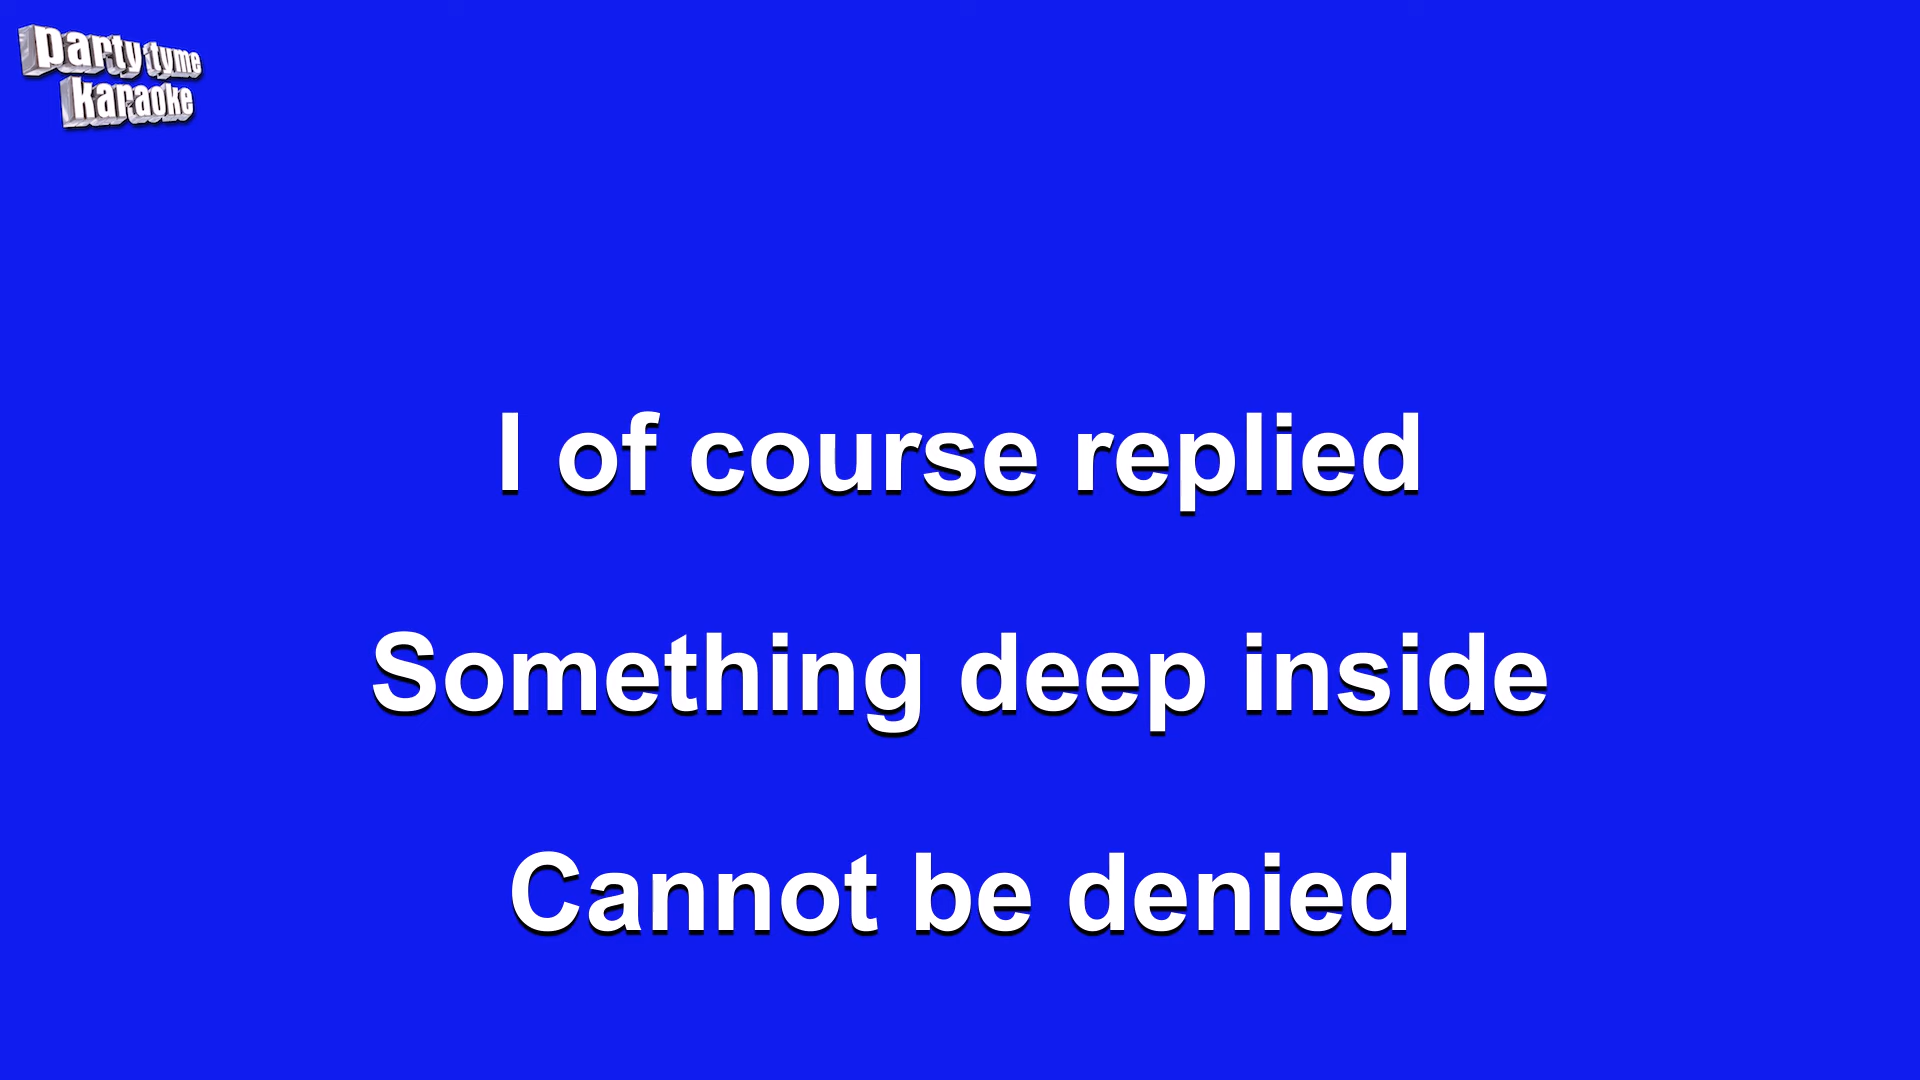 party tyme
karaoke
I of course replied
Something deep inside
Cannot be denied